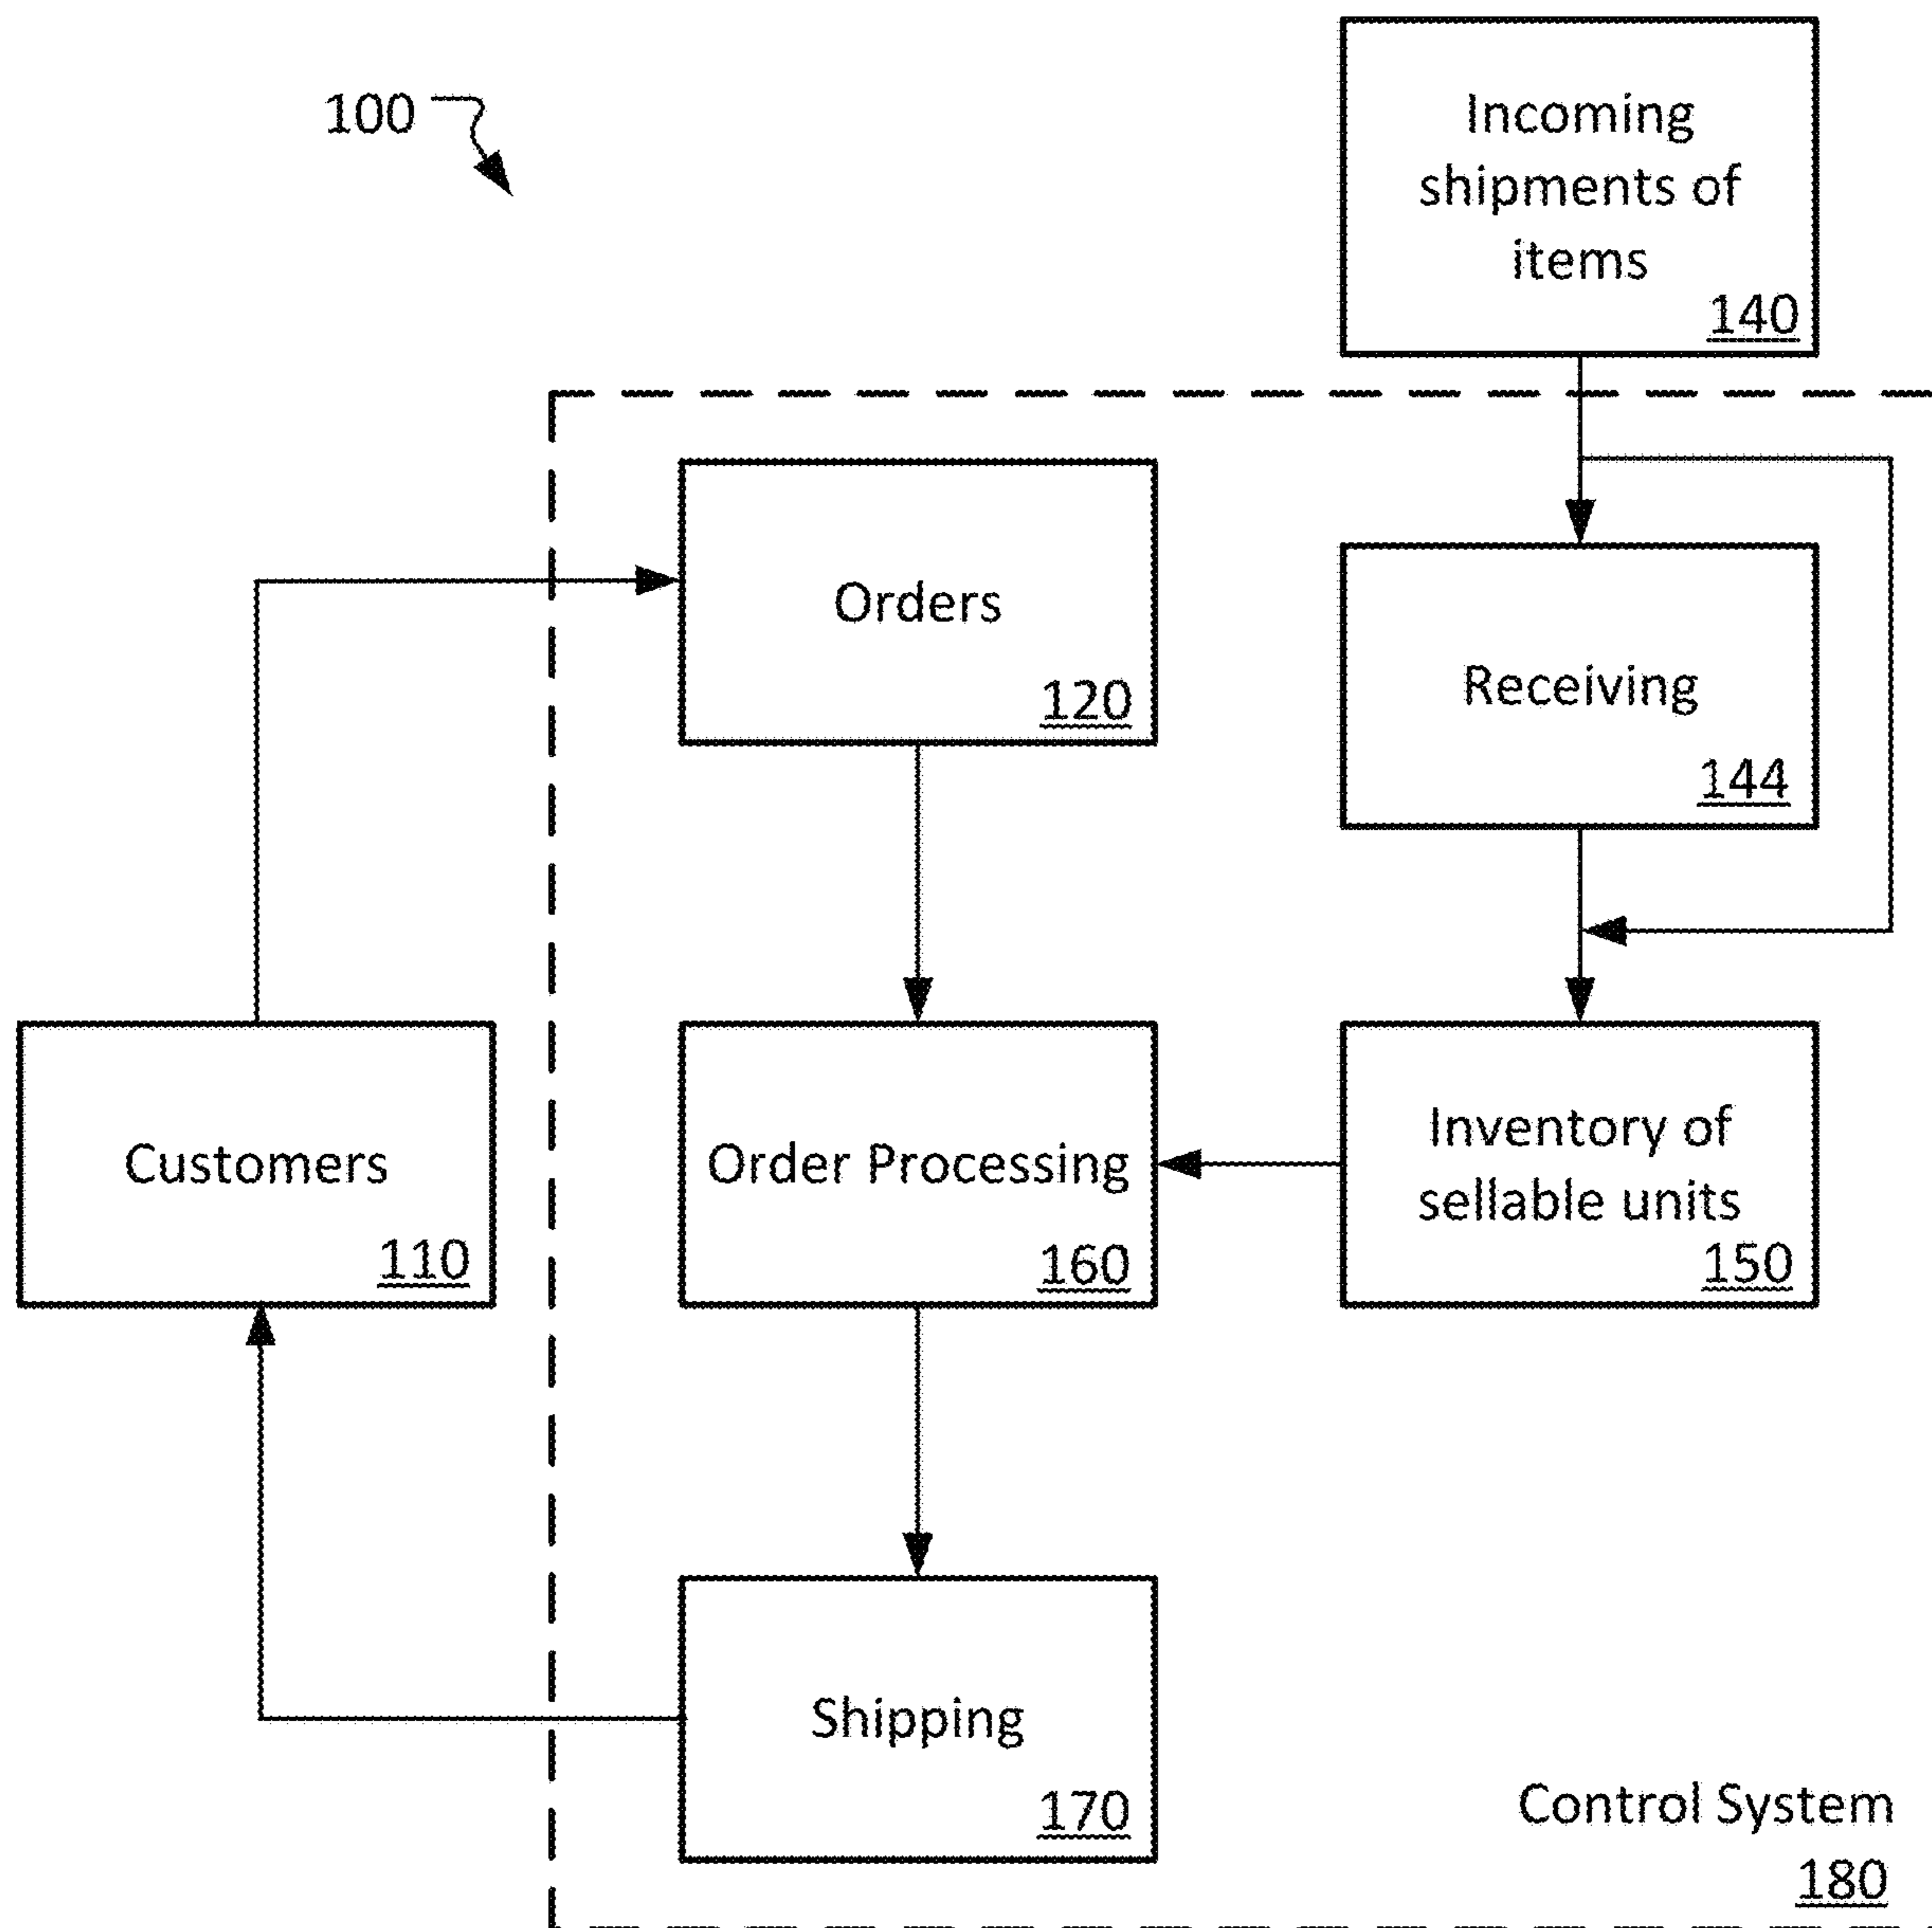 100
Incoming
shipments of
items
140
Orders
120
Receiving
144
Customers
110
Order Processing
160
Inventory of
sellable units
150
Shipping
170
Control System
180